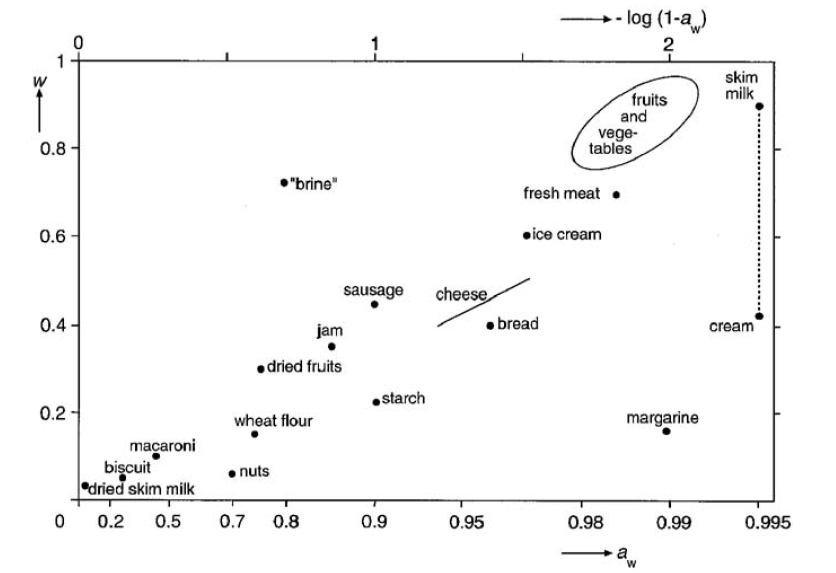 - log (1-aw)
0 1 2
1
w
skim
milk
fruits
and
vege-
tables
0.8
"brine"
fresh meat
0.6
ice cream
sausage
cheese
jam
0.4
bread
cream
dried fruits
starch
0.2
wheat flour
margarine
macaroni
biscuit
nuts
dried skim milk
0 0.2 0.5 0.7 0.8 0.9 0.95 0.98 0.99 0.995
aw